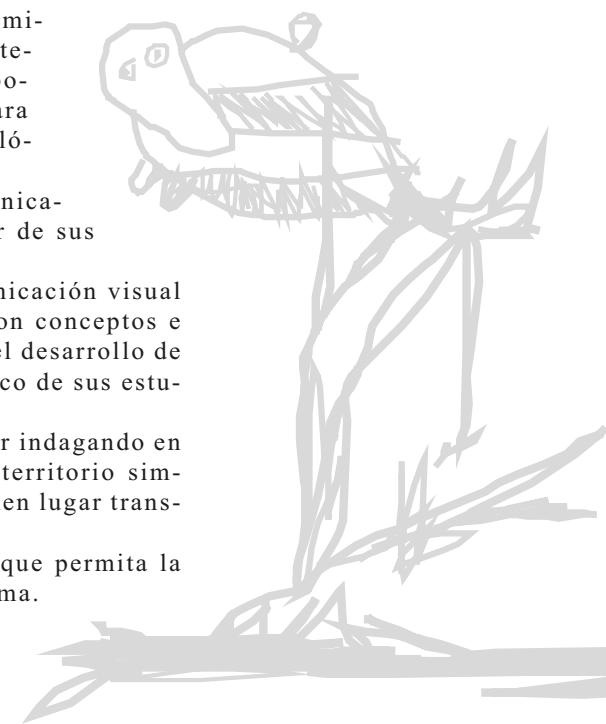 mi-
te-
po-
ara
ló-
nica-
r de sus
nicación visual
on conceptos e
el desarrollo de
co de sus estu-
r indagando en
territorio sim-
en lugar trans-
que permita la
ma.